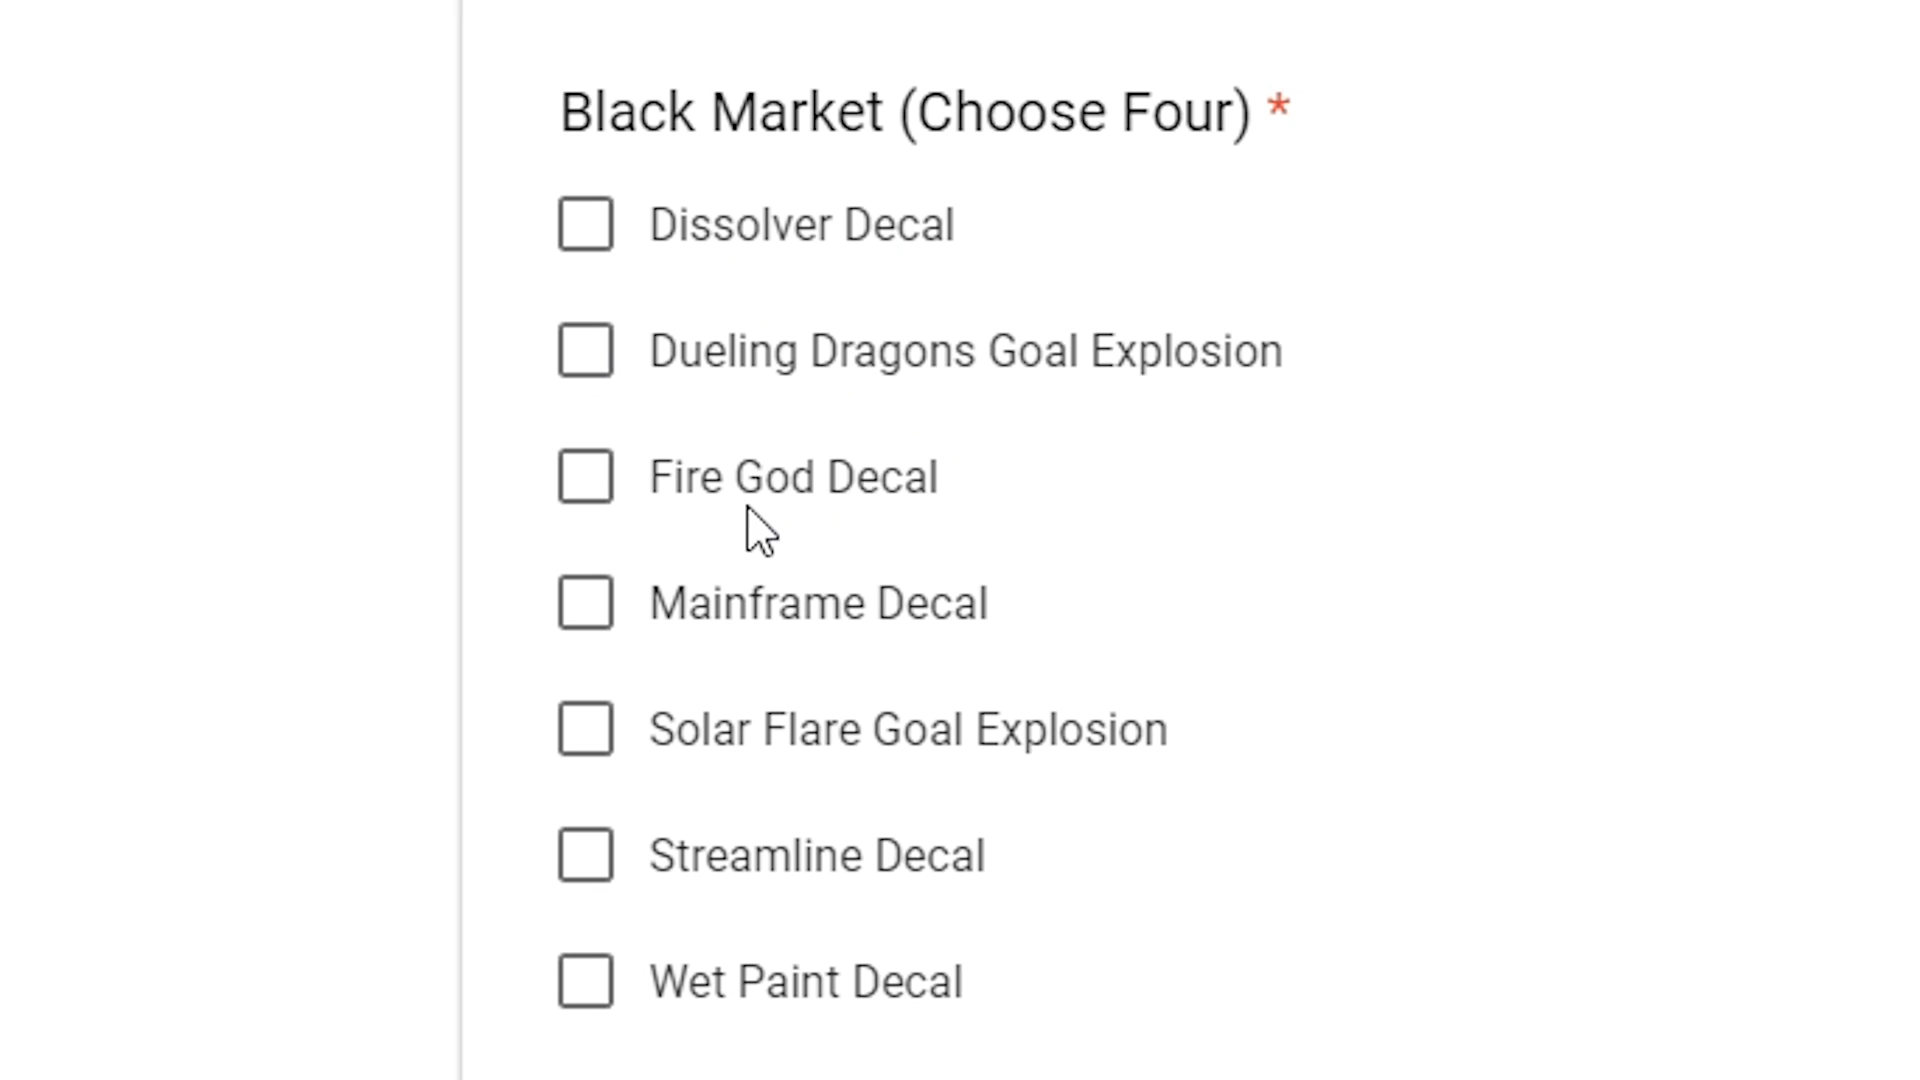 Black Market (Choose Four) *
Dissolver Decal
Dueling Dragons Goal Explosion
Fire God Decal
Mainframe Decal
Solar Flare Goal Explosion
Streamline Decal
Wet Paint Decal